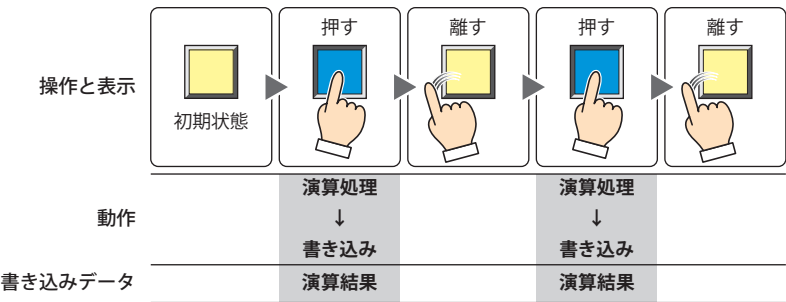 押す 離す 押す 離す
操作と表示
初期状態
演算処理 演算処理
動作 ↓ ↓
書き込み 書き込み
書き込みデータ 演算結果 演算結果